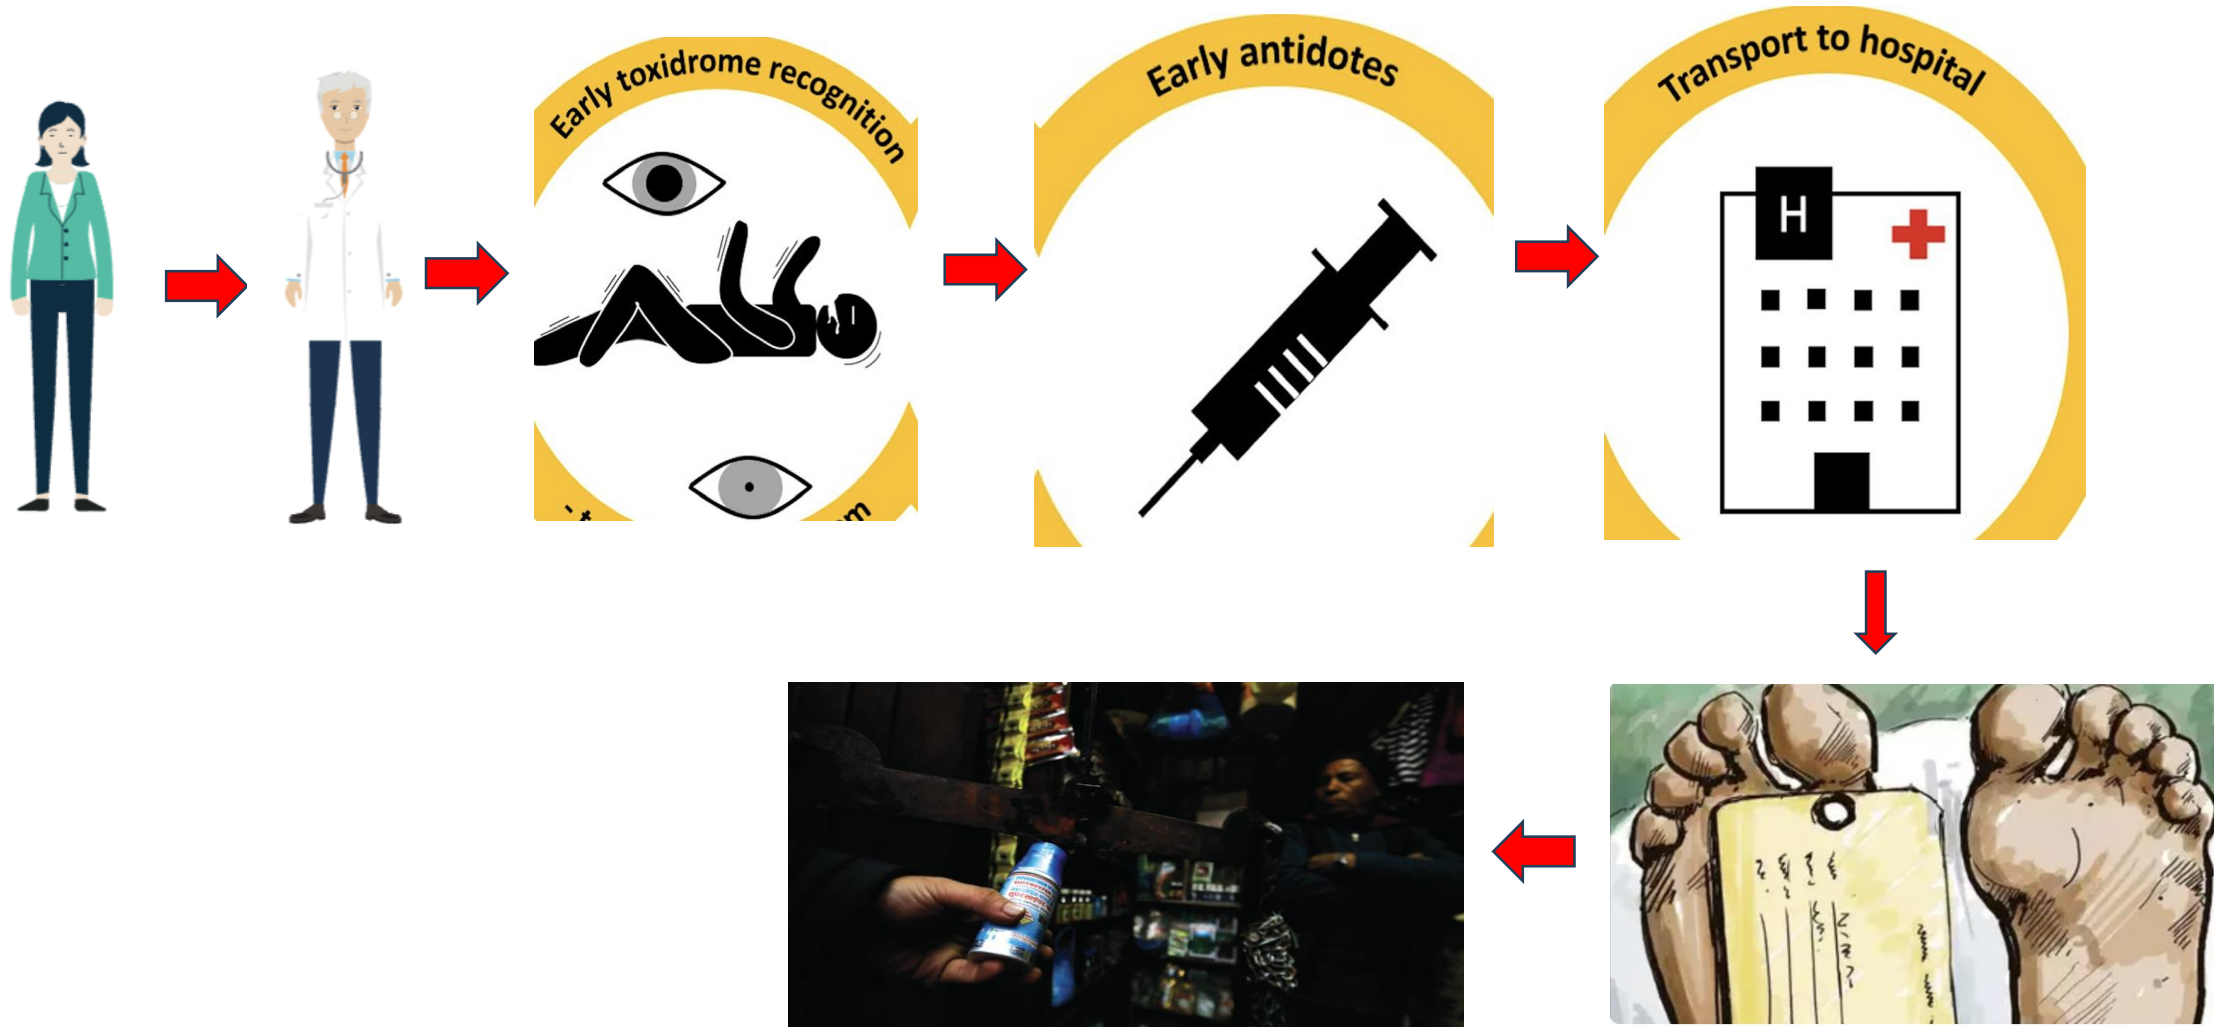 Early toxidrome recognition
Early antidotes
Transport to hospital
H